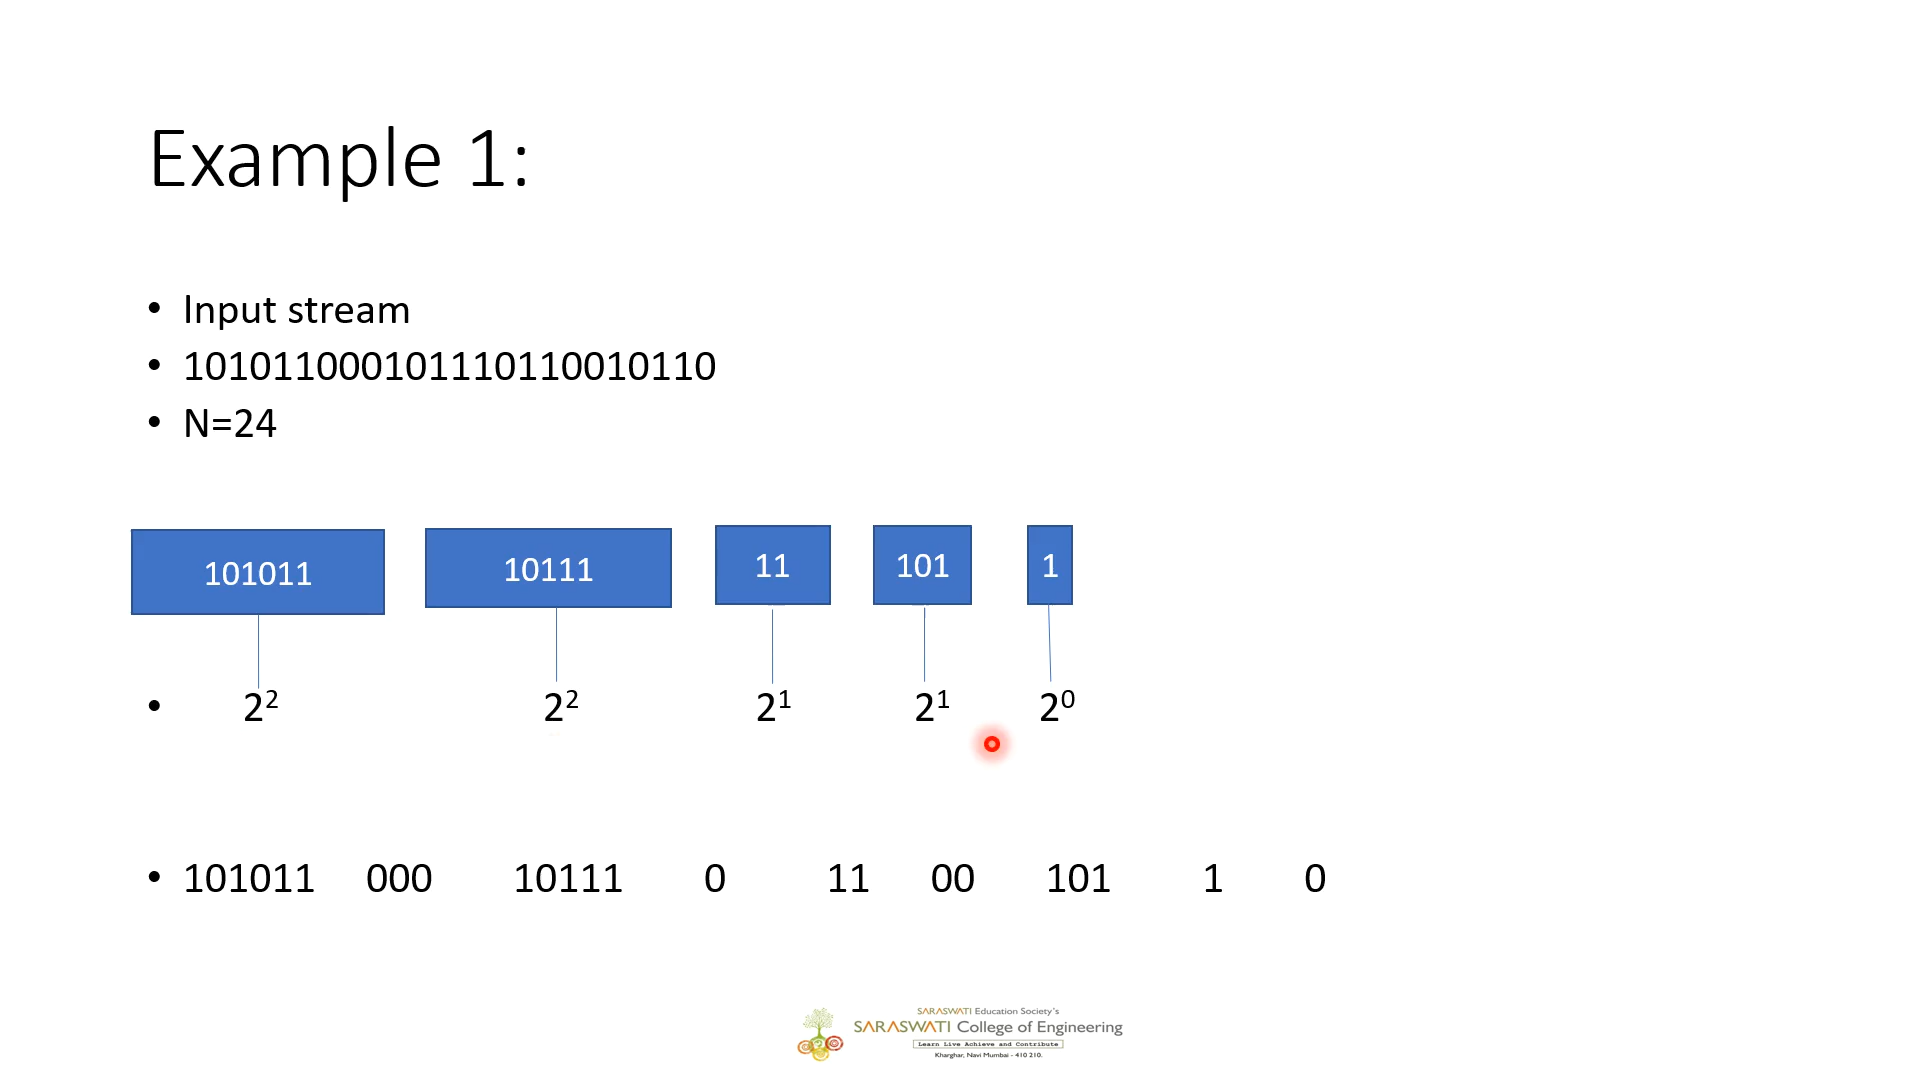 Example 1:
• Input stream
• 101011000101110110010110
• N=24
101011 10111 11 101 1
• 2² 2² 2¹ 2¹ 2⁰
• 101011 000 10111 0 11 00 101 1 0
SARASWATI Education Society's
SARASWATI College of Engineering
Learn Live Achieve and Contribute
Kharghar, Navi Mumbai - 410 210.